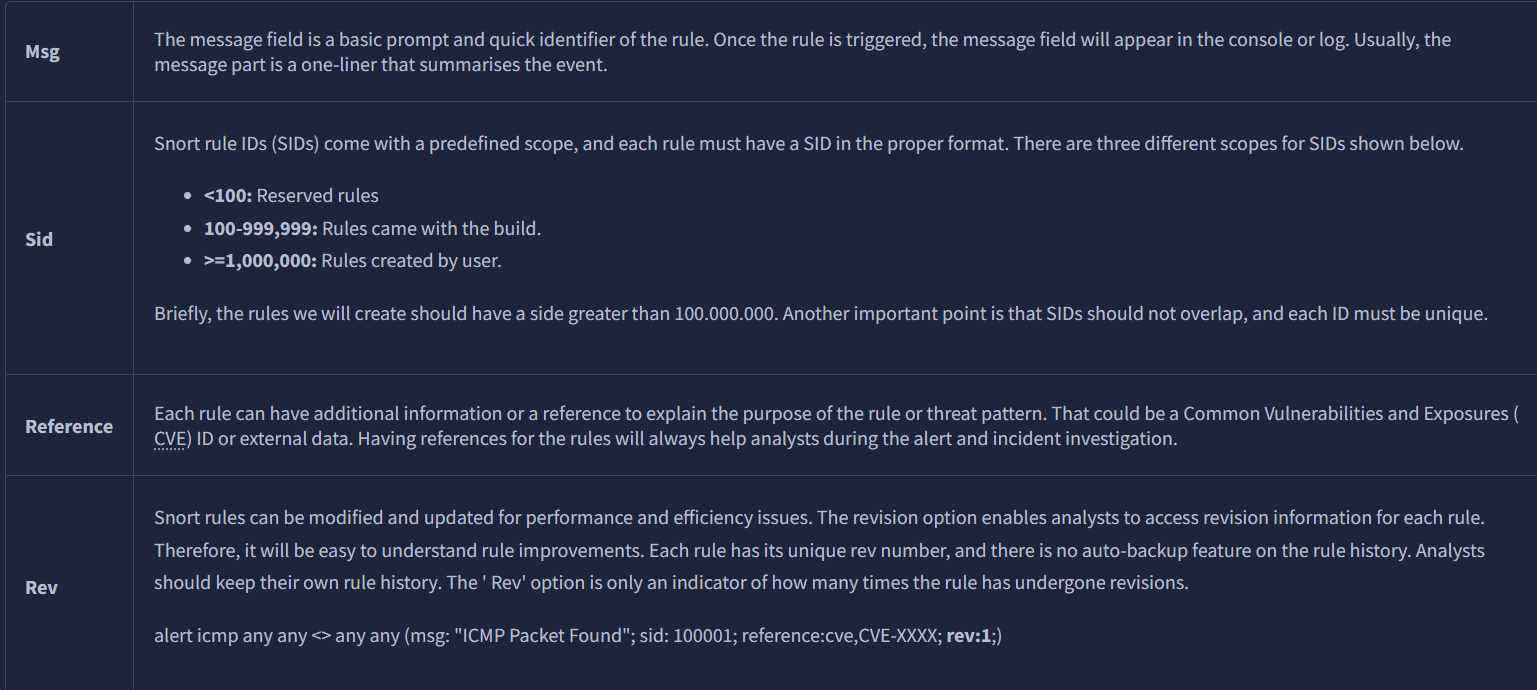 Msg
The message field is a basic prompt and quick identifier of the rule. Once the rule is triggered, the message field will appear in the console or log. Usually, the
message part is a one-liner that summarises the event.
Sid
Snort rule IDs (SIDs) come with a predefined scope, and each rule must have a SID in the proper format. There are three different scopes for SIDs shown below.
• <100: Reserved rules
• 100-999,999: Rules came with the build.
• >=1,000,000: Rules created by user.
Briefly, the rules we will create should have a side greater than 100.000.000. Another important point is that SIDs should not overlap, and each ID must be unique.
Reference
Each rule can have additional information or a reference to explain the purpose of the rule or threat pattern. That could be a Common Vulnerabilities and Exposures (
CVE) ID or external data. Having references for the rules will always help analysts during the alert and incident investigation.
Rev
Snort rules can be modified and updated for performance and efficiency issues. The revision option enables analysts to access revision information for each rule.
Therefore, it will be easy to understand rule improvements. Each rule has its unique rev number, and there is no auto-backup feature on the rule history. Analysts
should keep their own rule history. The ' Rev' option is only an indicator of how many times the rule has undergone revisions.
alert icmp any any <> any any (msg: "ICMP Packet Found"; sid: 100001; reference:cve,CVE-XXXX; rev:1;)